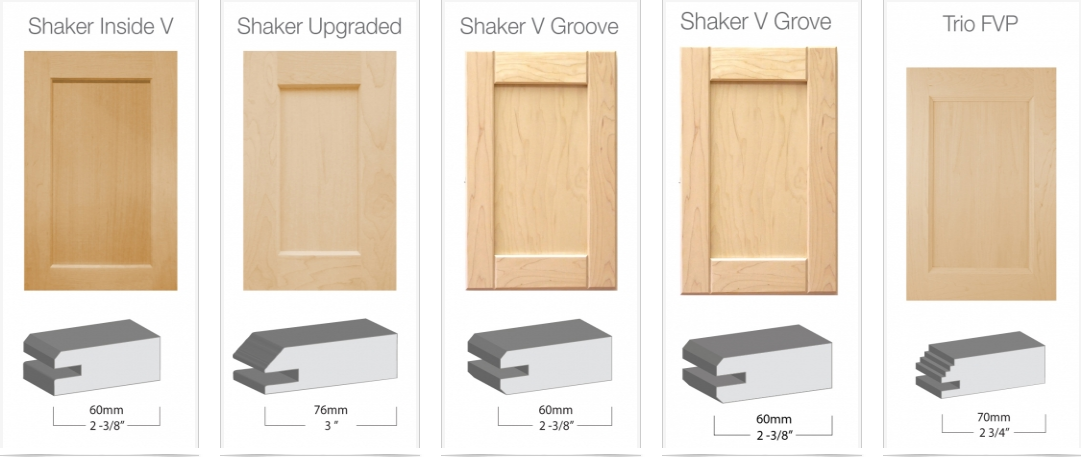 Shaker Inside V
60mm
2 -3/8”
Shaker Upgraded
76mm
3 ”
Shaker V Groove
60mm
2 -3/8”
Shaker V Grove
60mm
2 -3/8”
Trio FVP
70mm
2 3/4”